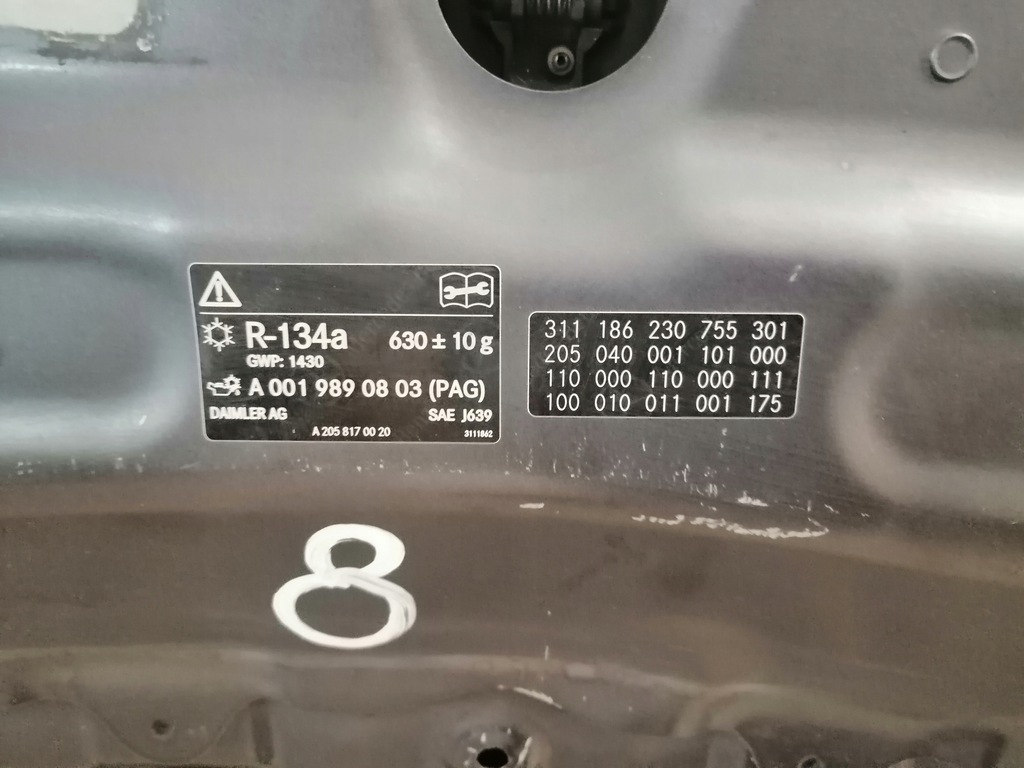 R-134a 630 ± 10 g
GWP: 1430
A 001 989 08 03 (PAG)
DAIMLER AG SAE J639
A 205 817 00 20 3111862
311 186 230 755 301
205 040 001 101 000
110 000 110 000 111
100 010 011 001 175
8